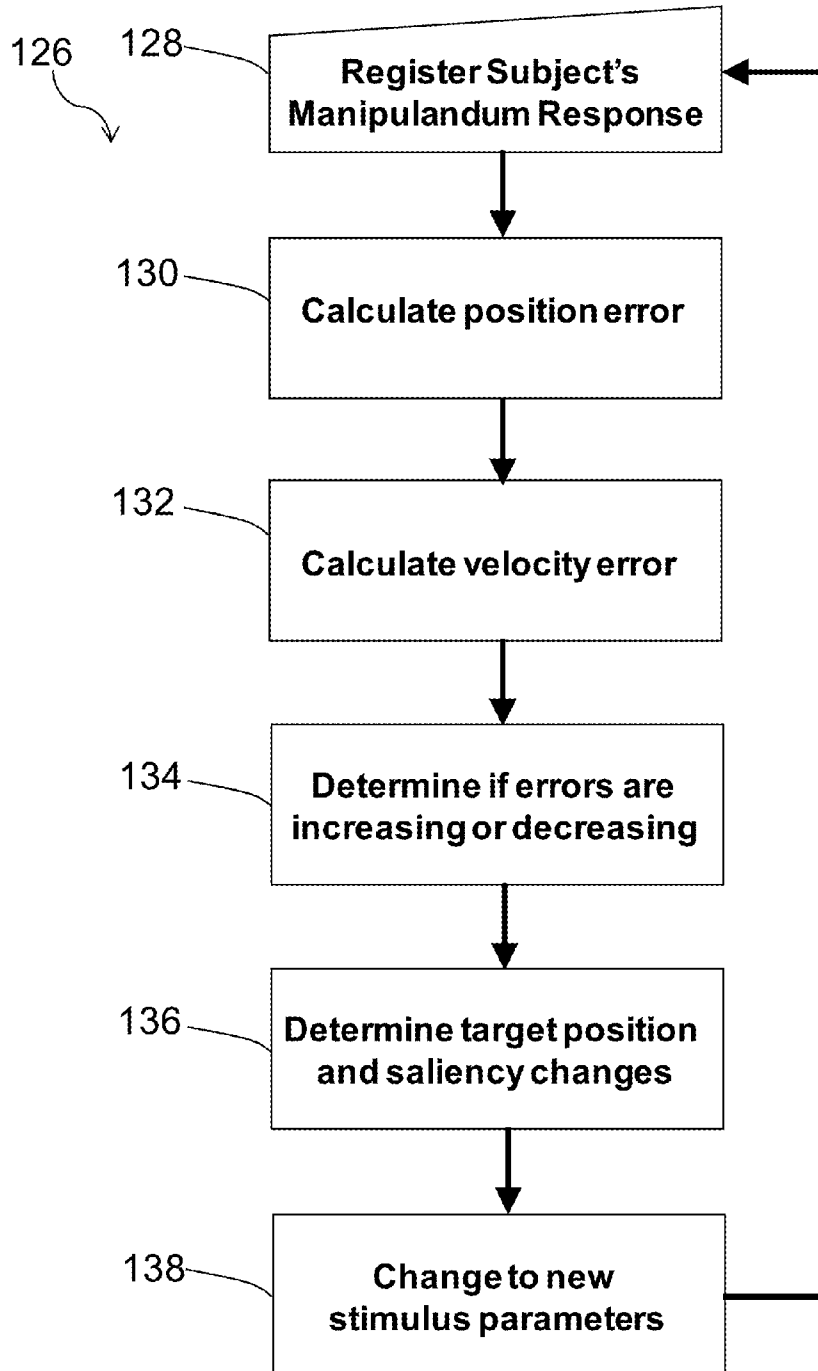 126
128
Register Subject's
Manipulandum Response
130
Calculate position error
132
Calculate velocity error
134
Determine if errors are
increasing or decreasing
136
Determine target position
and saliency changes
138
Change to new
stimulus parameters